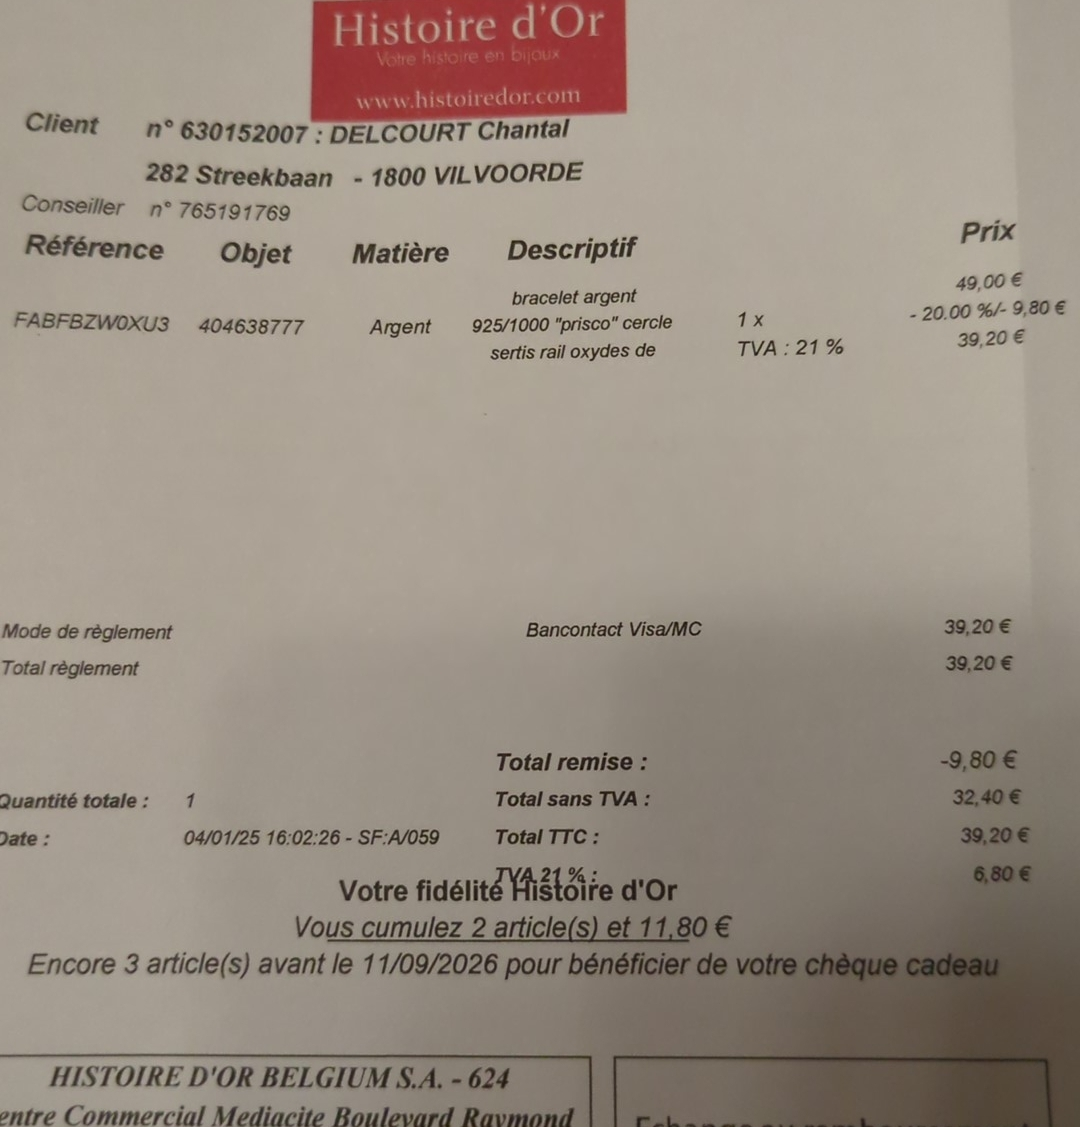 Histoire d'Or
Votre histoire en bijoux
www.histoiredor.com
Client n° 630152007 : DELCOURT Chantal
282 Streekbaan - 1800 VILVOORDE
Conseiller n° 765191769
Référence Objet Matière Descriptif Prix
bracelet argent 49,00 €
FABFBZW0XU3 404638777 Argent 925/1000 "prisco" cercle 1 x - 20.00 %/- 9,80 €
sertis rail oxydes de TVA : 21 % 39,20 €
Mode de règlement Bancontact Visa/MC 39,20 €
Total règlement 39,20 €
Total remise : -9,80 €
Quantité totale : 1 Total sans TVA : 32,40 €
Date : 04/01/25 16:02:26 - SF:A/059 Total TTC : 39,20 €
TVA 21 % : 6,80 €
Votre fidélité Histoire d'Or
Vous cumulez 2 article(s) et 11,80 €
Encore 3 article(s) avant le 11/09/2026 pour bénéficier de votre chèque cadeau
HISTOIRE D'OR BELGIUM S.A. - 624
entre Commercial Mediacite Boulevard Raymond